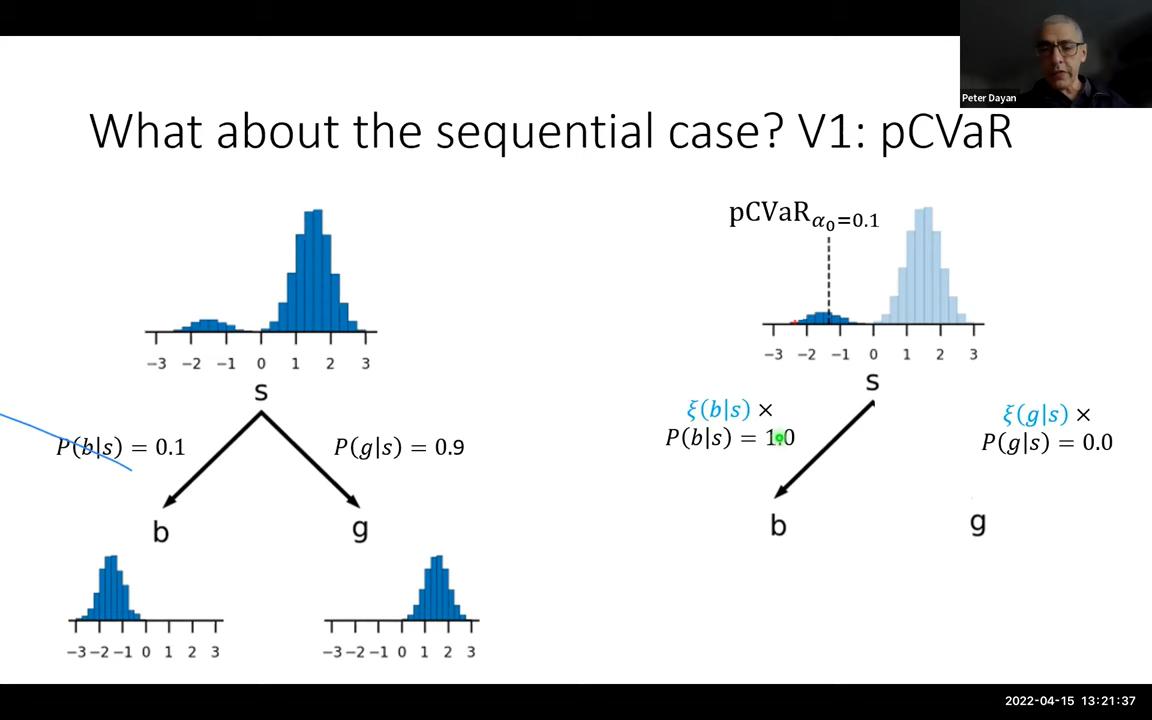 Peter Dayan
What about the sequential case? V1: pCVaR
−3 −2 −1 0 1 2 3
s
P(b|s) = 0.1
P(g|s) = 0.9
b
g
−3 −2 −1 0 1 2 3
−3 −2 −1 0 1 2 3
pCVaR α₀=0.1
−3 −2 −1 0 1 2 3
s
ξ(b|s) ×
P(b|s) = 1.0
ξ(g|s) ×
P(g|s) = 0.0
b
g
2022-04-15 13:21:37